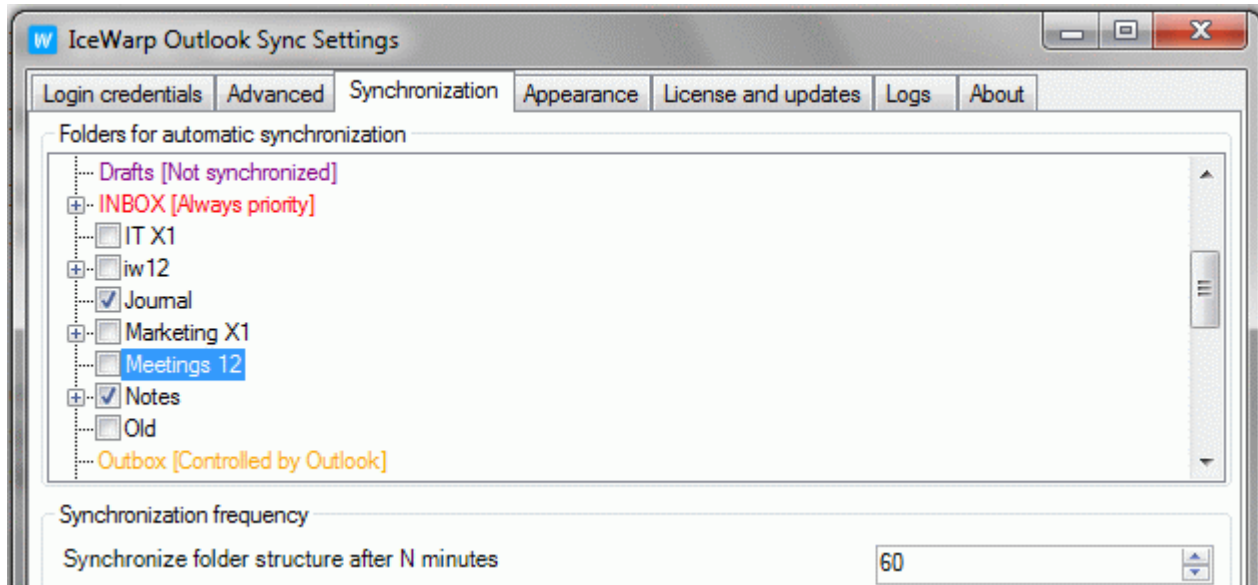 W IceWarp Outlook Sync Settings
Login credentials Advanced Synchronization Appearance License and updates Logs About
Folders for automatic synchronization
Drafts [Not synchronized]
INBOX [Always priority]
IT X1
iw12
Journal
Marketing X1
Meetings 12
Notes
Old
Outbox [Controlled by Outlook]
Synchronization frequency
Synchronize folder structure after N minutes 60